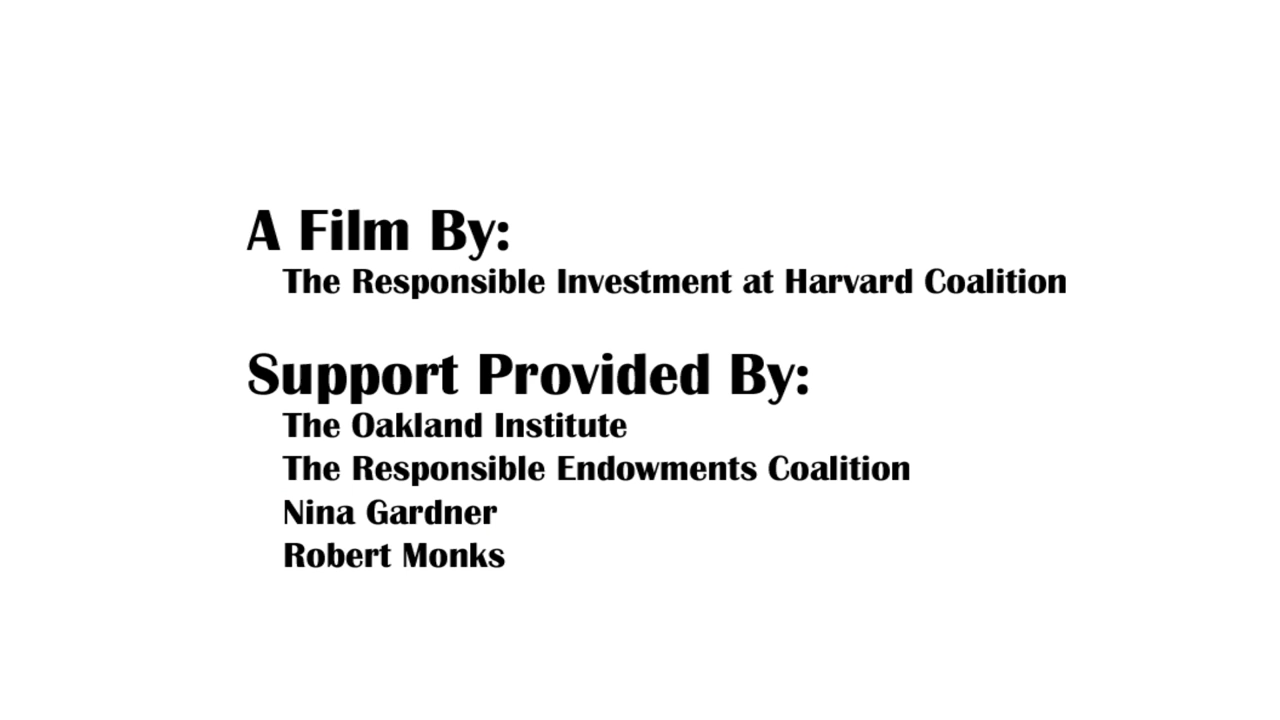 A Film By:
The Responsible Investment at Harvard Coalition
Support Provided By:
The Oakland Institute
The Responsible Endowments Coalition
Nina Gardner
Robert Monks